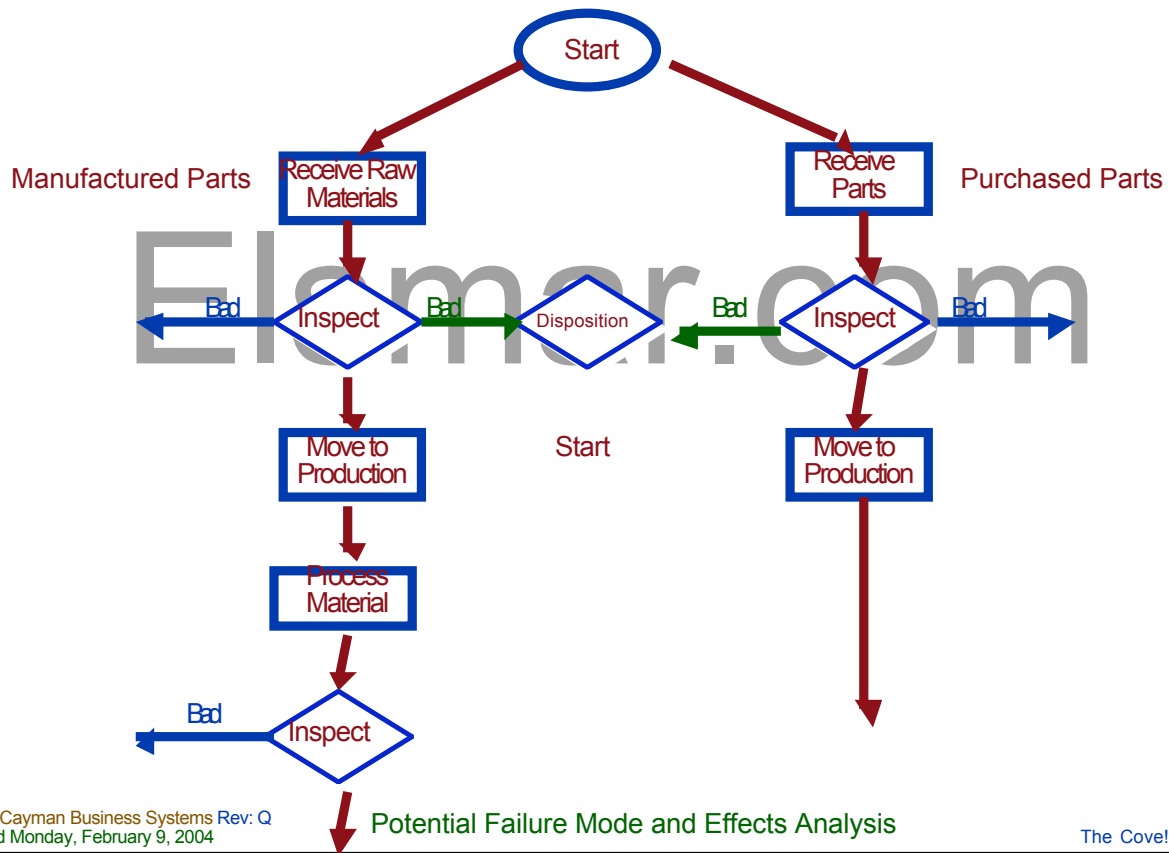 Start
Manufactured Parts
Receive Raw
Materials
Receive
Parts
Purchased Parts
Elsmar.com
Bad
Inspect
Bad
Disposition
Bad
Inspect
Bad
Move to
Production
Start
Move to
Production
Process
Material
Bad
Inspect
Cayman Business Systems Rev: Q
d Monday, February 9, 2004
Potential Failure Mode and Effects Analysis
The Cove!